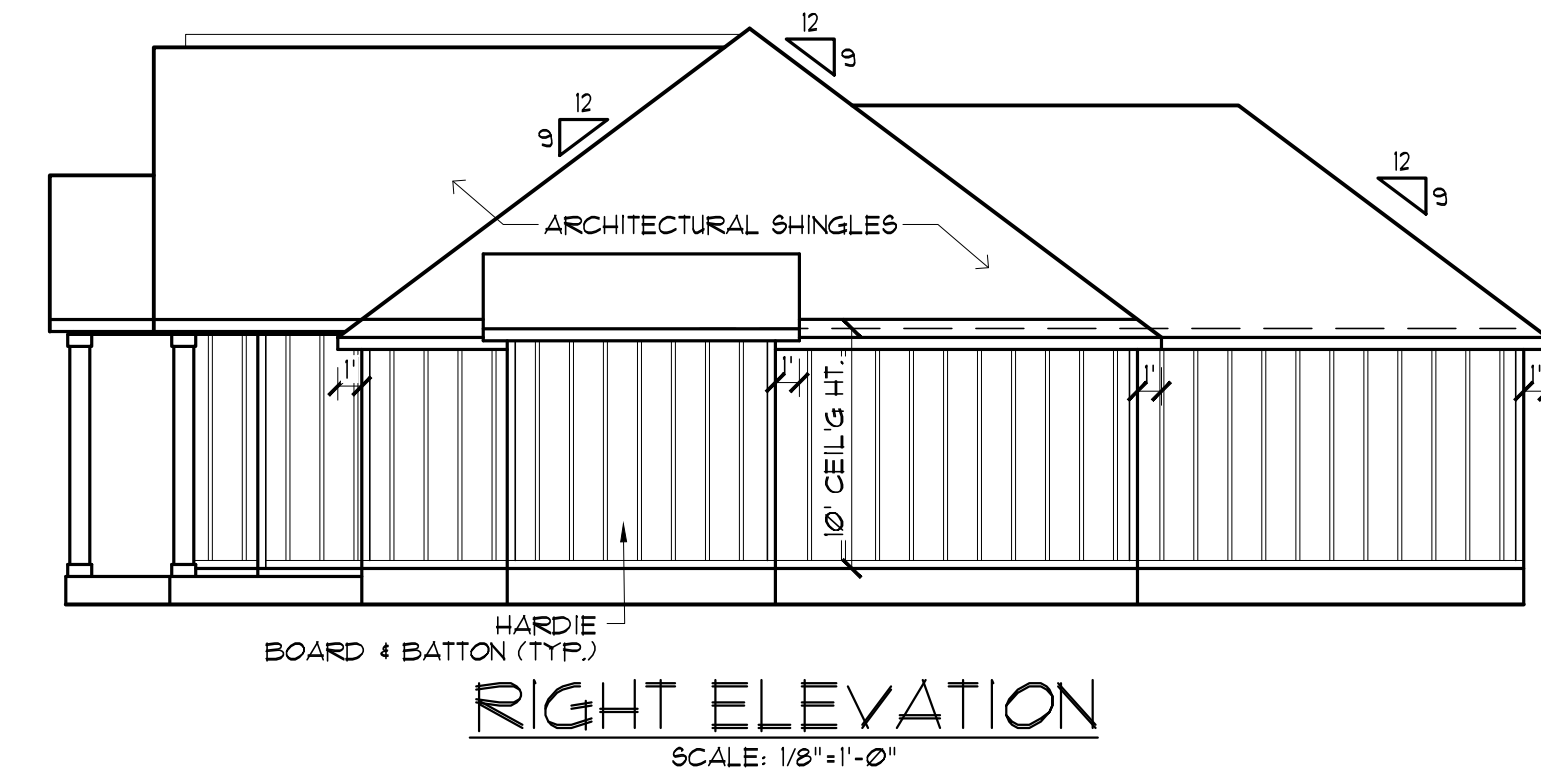 12
9
12
9
12
9
ARCHITECTURAL SHINGLES
1'
1'
1'
1'
10' CEIL'G HT.
HARDIE
BOARD & BATTON (TYP.)
RIGHT ELEVATION
SCALE: 1/8"=1'-0"